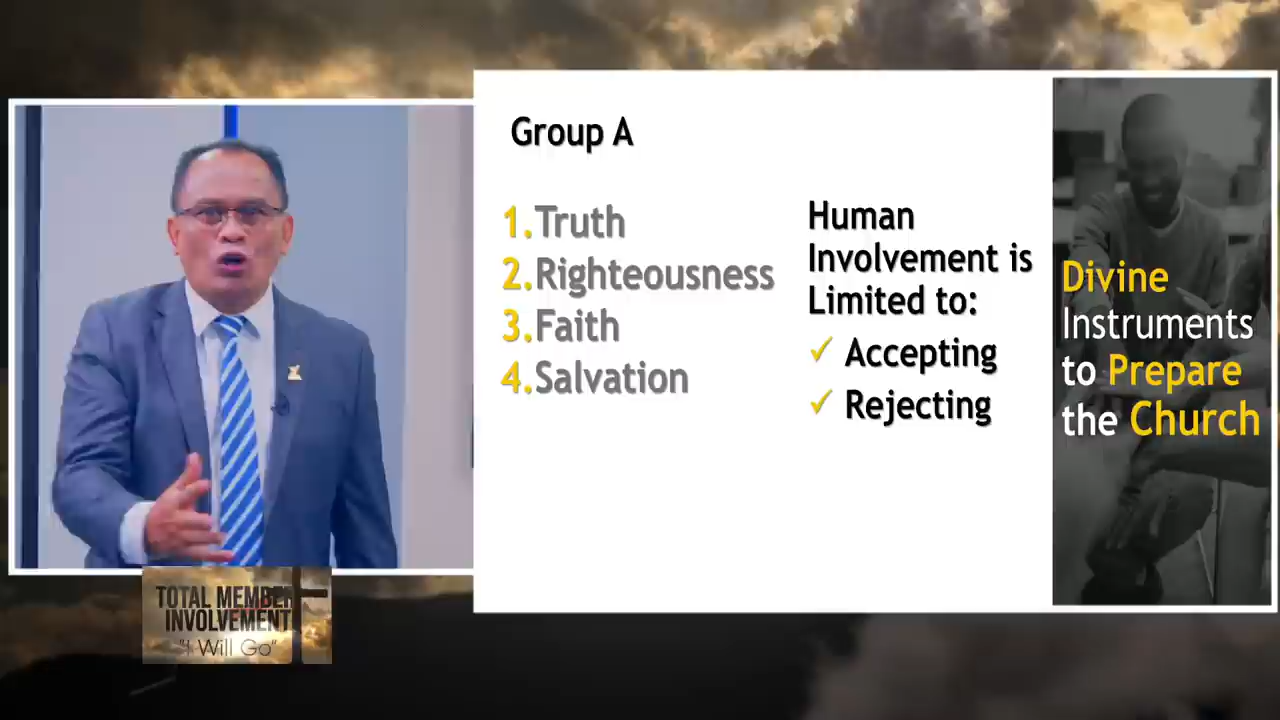 Group A
1.Truth
2.Righteousness
3.Faith
4.Salvation
Human
Involvement is
Limited to:
✓ Accepting
✓ Rejecting
Divine
Instruments
to Prepare
the Church
TOTAL MEMBER
INVOLVEMENT
"I Will Go"